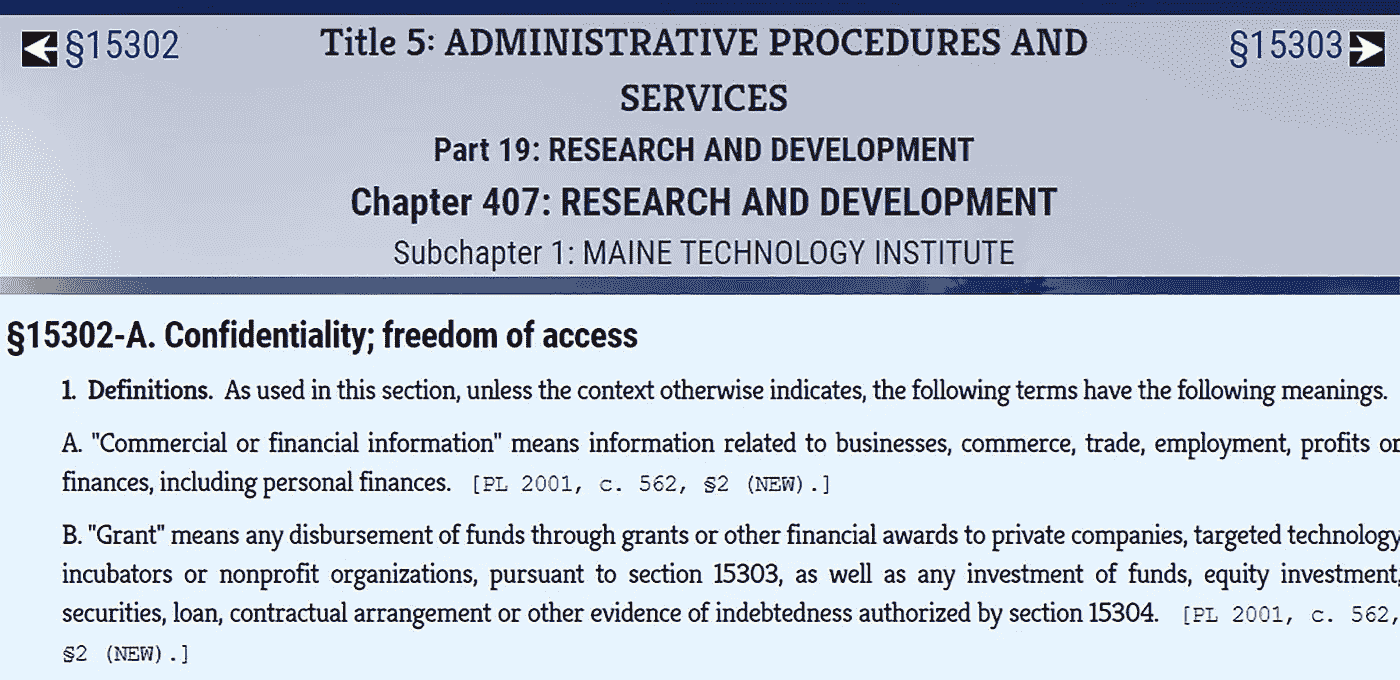 §15302
Title 5: ADMINISTRATIVE PROCEDURES AND
SERVICES
§15303
Part 19: RESEARCH AND DEVELOPMENT
Chapter 407: RESEARCH AND DEVELOPMENT
Subchapter 1: MAINE TECHNOLOGY INSTITUTE
§15302-A. Confidentiality; freedom of access
1. Definitions. As used in this section, unless the context otherwise indicates, the following terms have the following meanings.
A. "Commercial or financial information" means information related to businesses, commerce, trade, employment, profits or
finances, including personal finances. [PL 2001, c. 562, §2 (NEW).]
B. "Grant" means any disbursement of funds through grants or other financial awards to private companies, targeted technology
incubators or nonprofit organizations, pursuant to section 15303, as well as any investment of funds, equity investment,
securities, loan, contractual arrangement or other evidence of indebtedness authorized by section 15304. [PL 2001, c. 562,
§2 (NEW).]